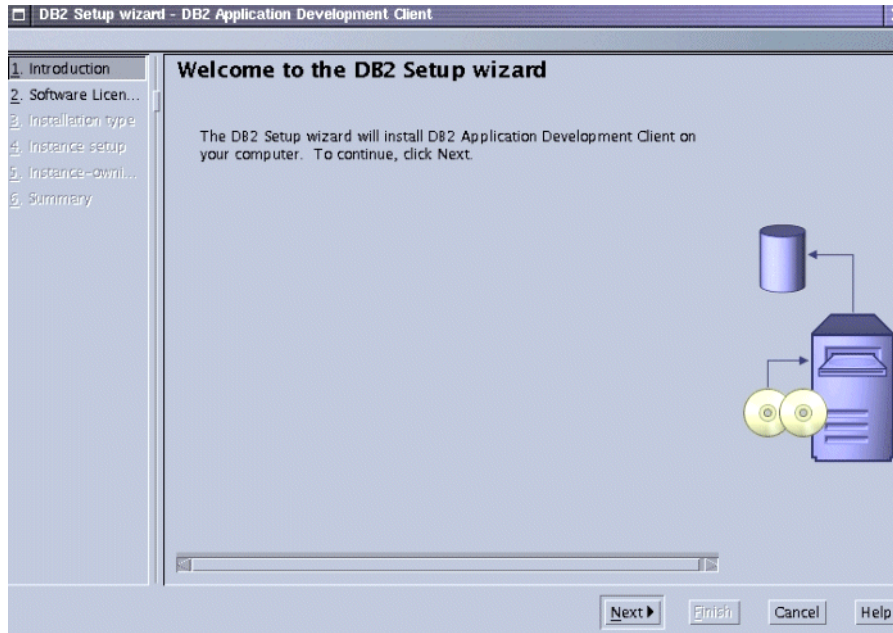 DB2 Setup wizard - DB2 Application Development Client
1. Introduction
2. Software Licen...
3. Installation type
4. Instance setup
5. Instance-owni...
6. Summary
Welcome to the DB2 Setup wizard
The DB2 Setup wizard will install DB2 Application Development Client on
your computer. To continue, click Next.
Next
Finish
Cancel
Help